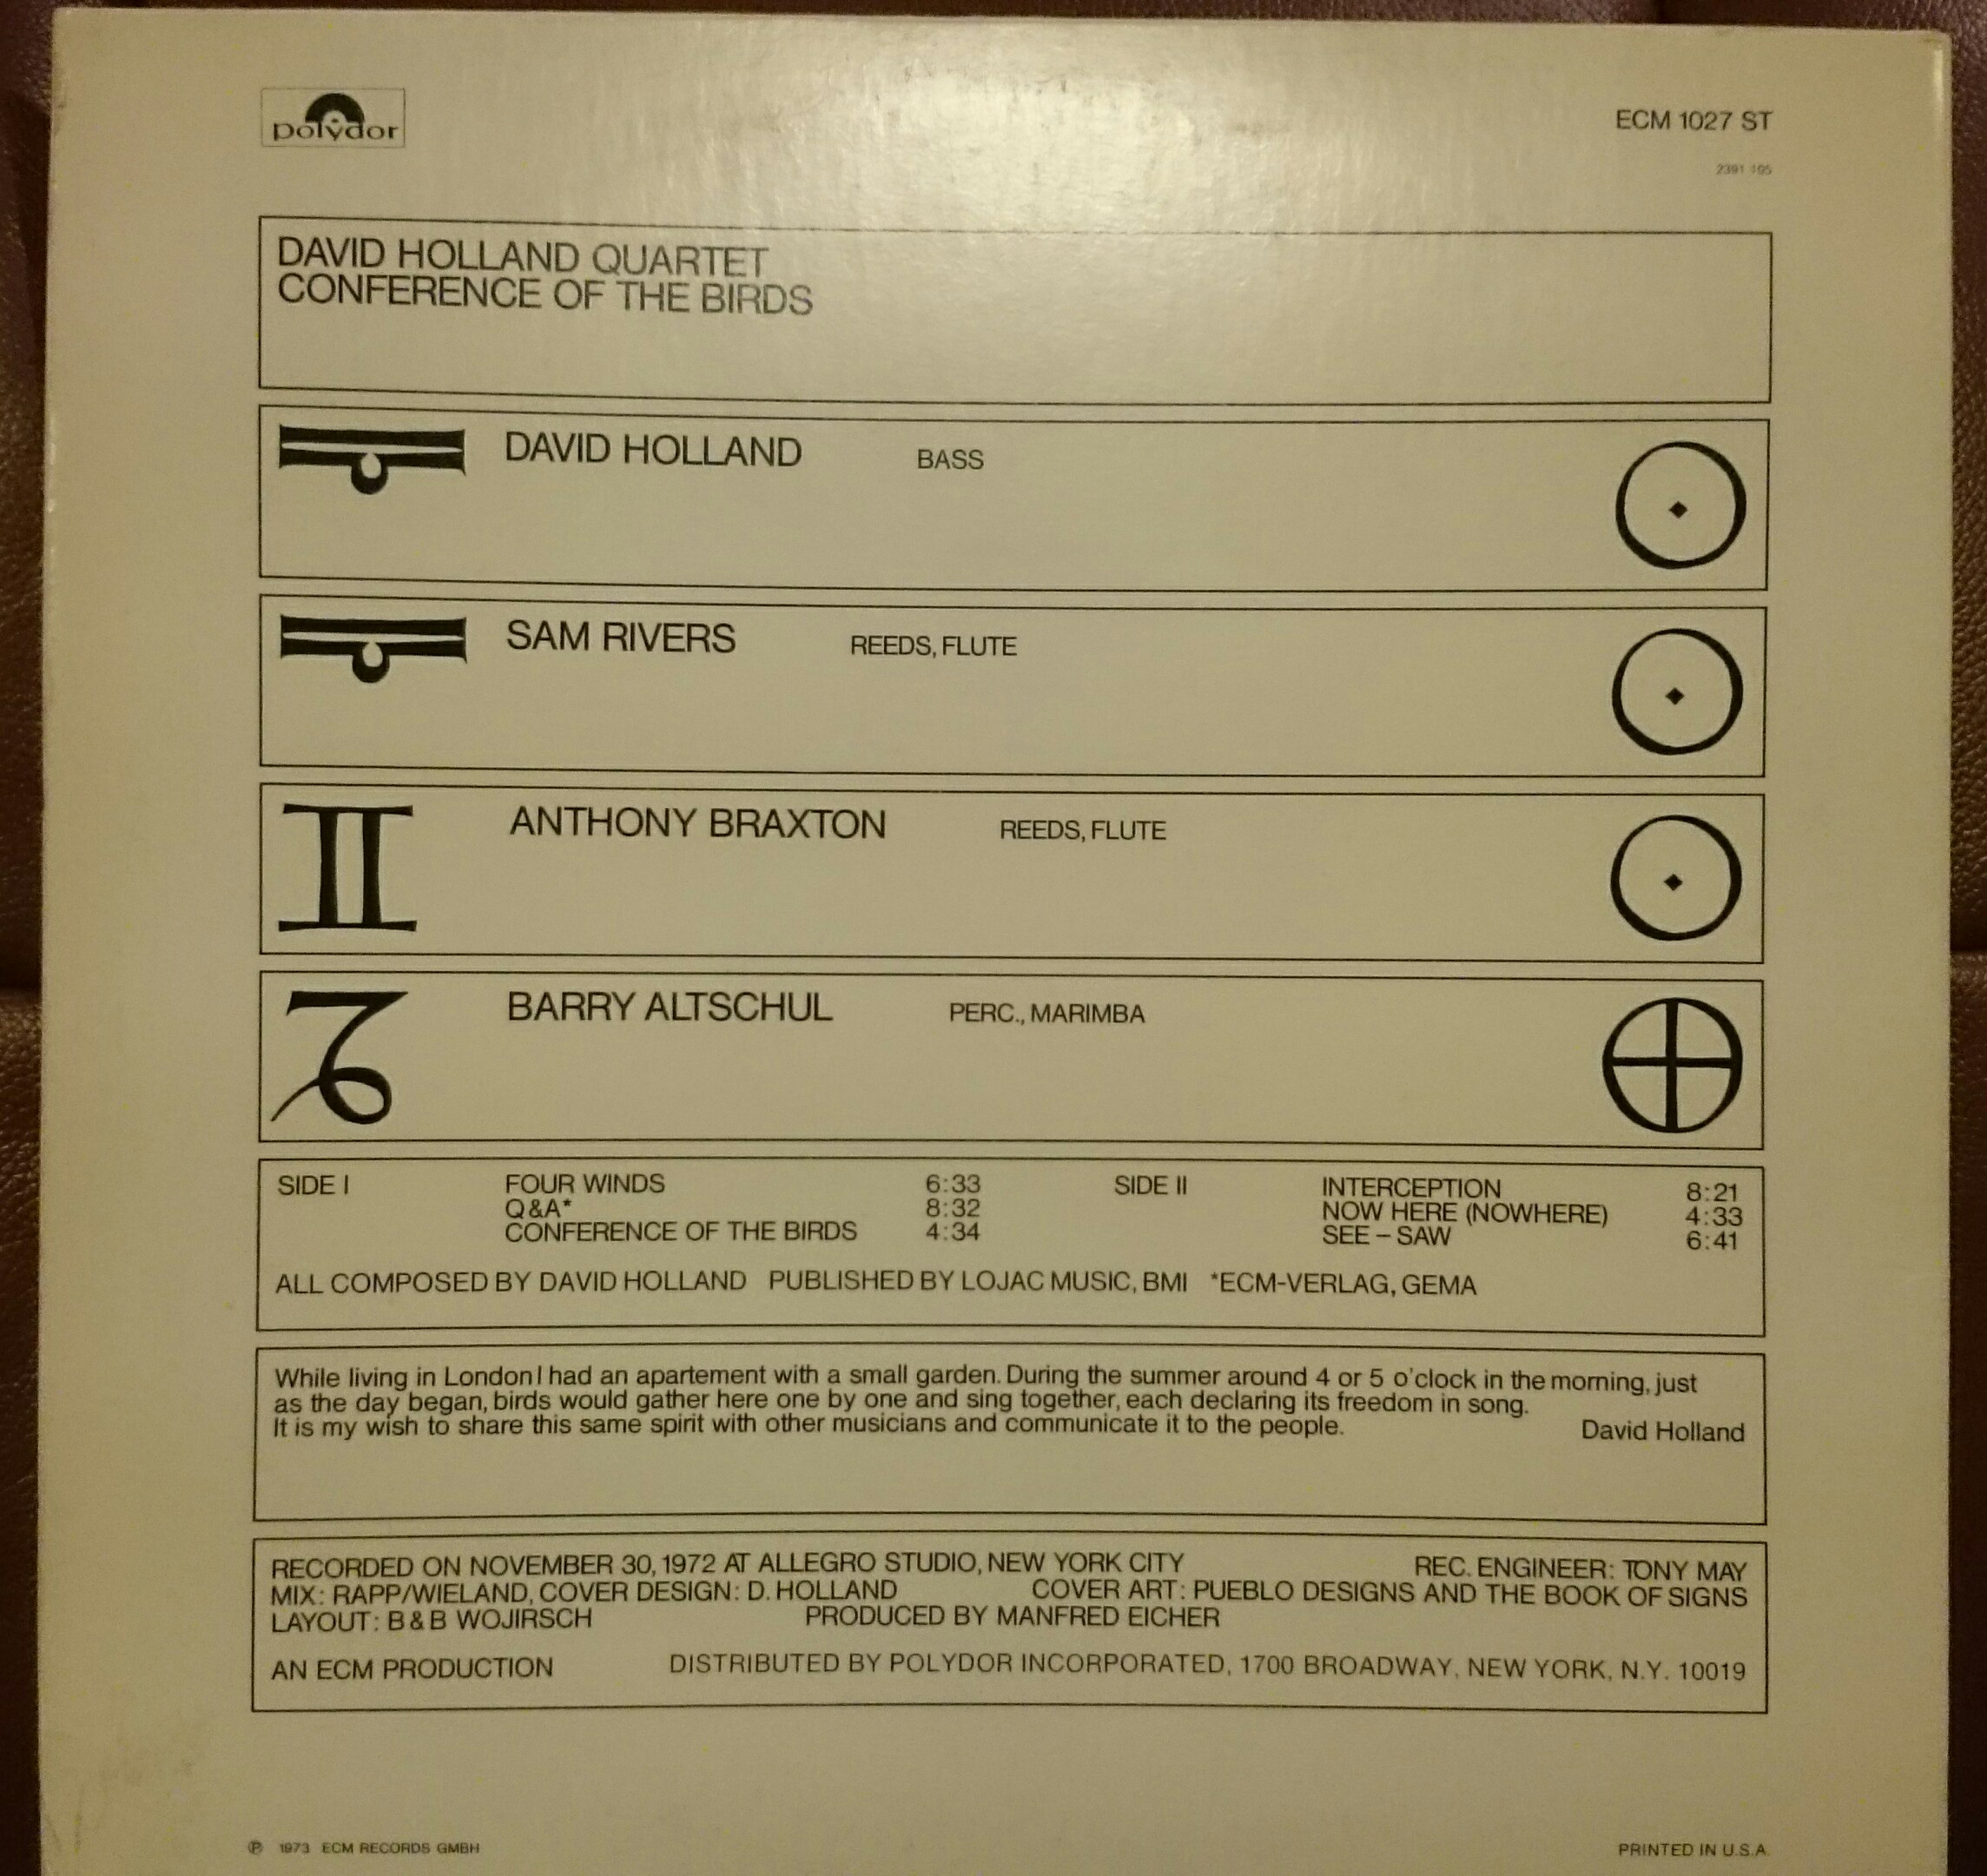 polydor
ECM 1027 ST
2391 105
DAVID HOLLAND QUARTET
CONFERENCE OF THE BIRDS
DAVID HOLLAND BASS
SAM RIVERS REEDS, FLUTE
ANTHONY BRAXTON REEDS, FLUTE
BARRY ALTSCHUL PERC., MARIMBA
SIDE I FOUR WINDS 6:33
Q&A* 8:32
CONFERENCE OF THE BIRDS 4:34
SIDE II INTERCEPTION 8:21
NOW HERE (NOWHERE) 4:33
SEE – SAW 6:41
ALL COMPOSED BY DAVID HOLLAND PUBLISHED BY LOJAC MUSIC, BMI *ECM-VERLAG, GEMA
While living in London I had an apartement with a small garden. During the summer around 4 or 5 o'clock in the morning, just
as the day began, birds would gather here one by one and sing together, each declaring its freedom in song.
It is my wish to share this same spirit with other musicians and communicate it to the people. David Holland
RECORDED ON NOVEMBER 30, 1972 AT ALLEGRO STUDIO, NEW YORK CITY REC. ENGINEER: TONY MAY
MIX: RAPP/WIELAND, COVER DESIGN: D. HOLLAND COVER ART: PUEBLO DESIGNS AND THE BOOK OF SIGNS
LAYOUT: B & B WOJIRSCH PRODUCED BY MANFRED EICHER
AN ECM PRODUCTION DISTRIBUTED BY POLYDOR INCORPORATED, 1700 BROADWAY, NEW YORK, N.Y. 10019
℗ 1973 ECM RECORDS GMBH
PRINTED IN U.S.A.